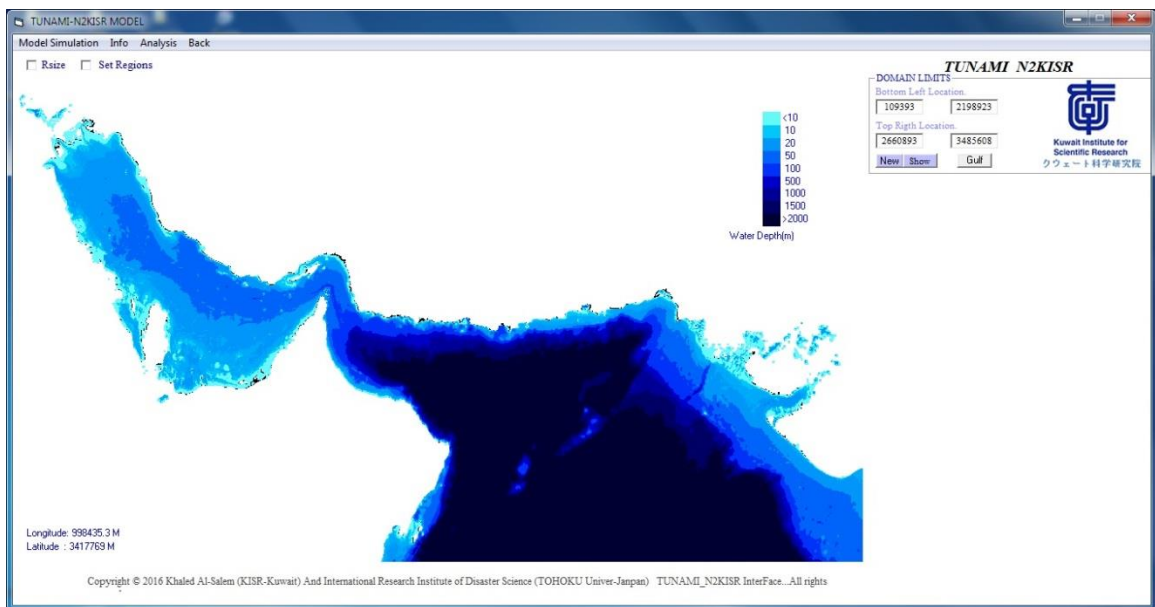 TUNAMI-N2KISR MODEL
Model Simulation Info Analysis Back
Rsize Set Regions
TUNAMI N2KISR
DOMAIN LIMITS
Bottom Left Location.
109393 2198923
Top Rigth Location.
2660893 3485608
New Show Gulf
Kuwait Institute for
Scientific Research
クウェート科学研究院
<10
10
20
50
100
500
1000
1500
>2000
Water Depth(m)
Longitude: 998435.3 M
Latitude : 3417769 M
Copyright © 2016 Khaled Al-Salem (KISR-Kuwait) And International Research Institute of Disaster Science (TOHOKU Univer-Janpan) TUNAMI_N2KISR InterFace...All rights